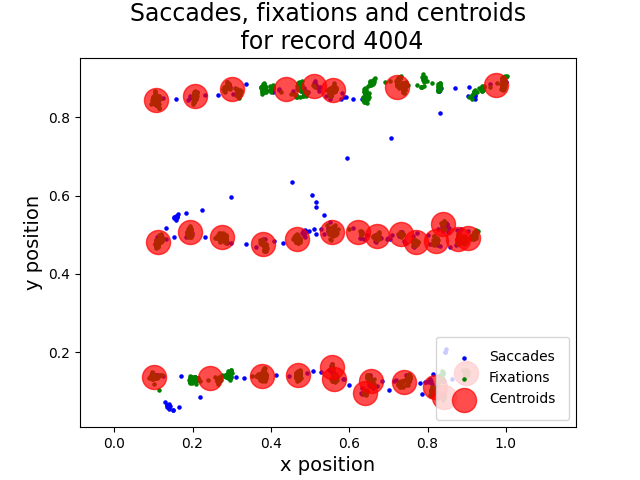 Saccades, fixations and centroids
for record 4004
y position
0.8
0.6
0.4
0.2
0.0
0.2
0.4
0.6
0.8
1.0
x position
Saccades
Fixations
Centroids